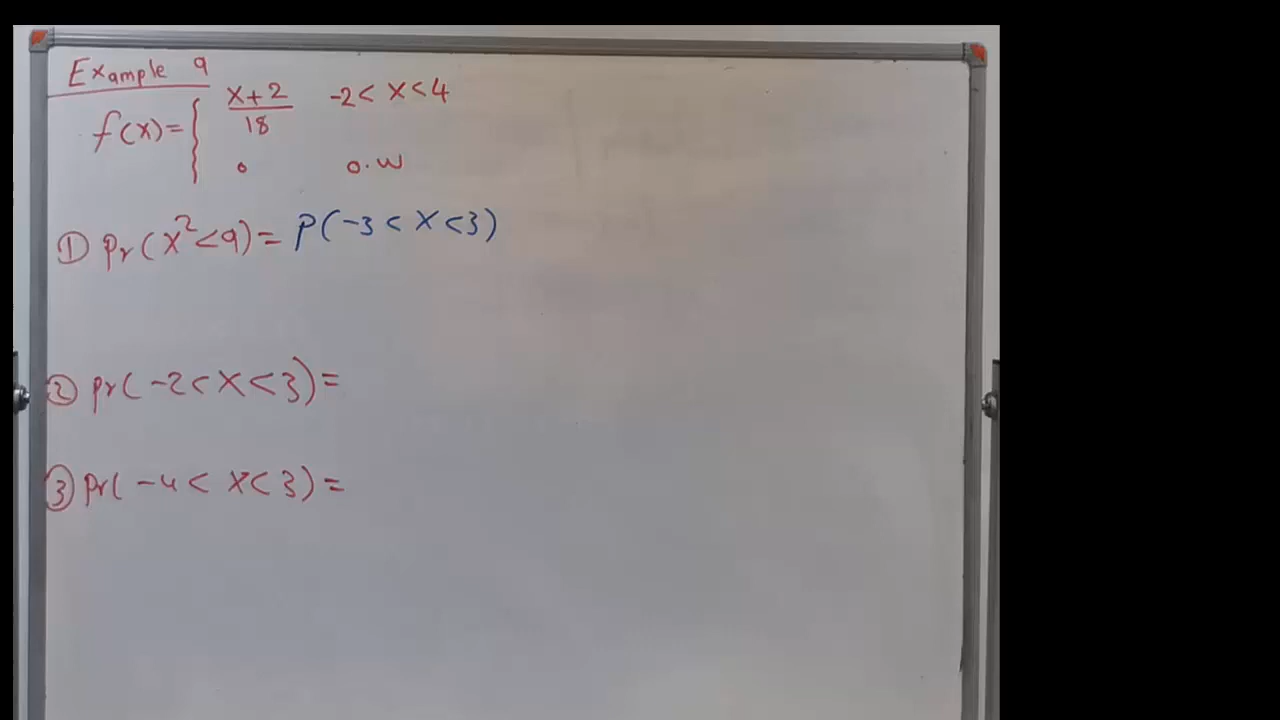 Example 9
f(x)= { x+2/18 -2< x<4
0 o.w
① Pr(x²<9)= P(-3 < x <3)
② Pr(-2< x <3)=
③ Pr(-4< x<3)=